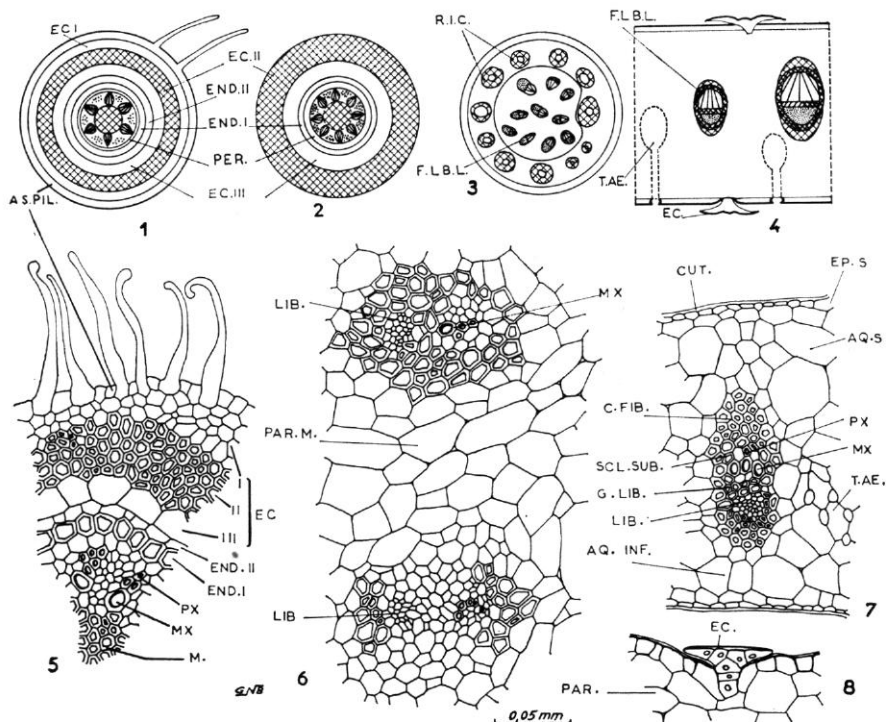 EC I
EC.II
END.II
END.I
PER.
EC.III
AS.PIL.
1
2
R.I.C.
F.L.B.L.
3
F.L.B.L.
T.AE.
EC.
4
I
II
III
EC
END.II
END.I
PX
MX
M.
5
LIB.
MX
PAR.M.
LIB
6
0,05 mm
CUT.
EP.S
AQ.S
C.FIB.
PX
SCL.SUB.
MX
G.LIB.
T.AE.
LIB.
AQ. INF.
7
EC.
PAR.
8